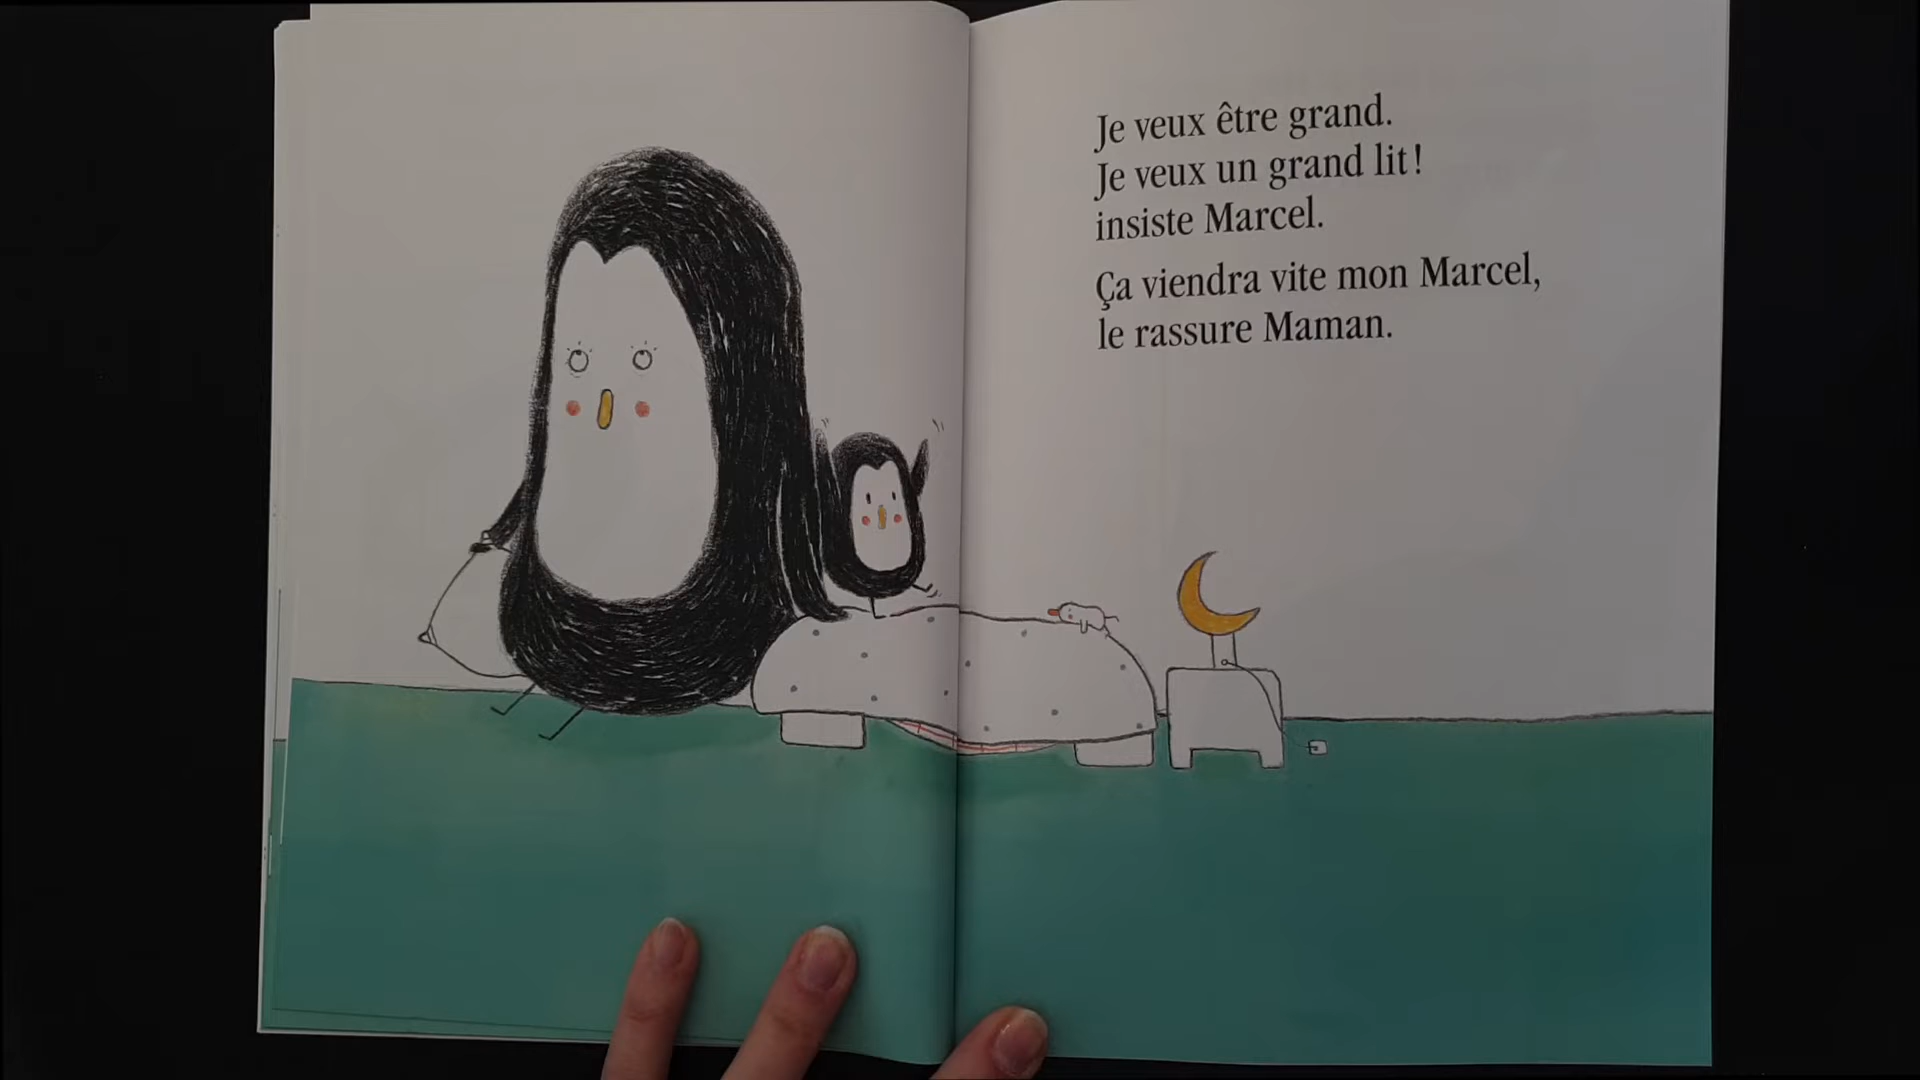 Je veux être grand.
Je veux un grand lit !
insiste Marcel.
Ça viendra vite mon Marcel,
le rassure Maman.